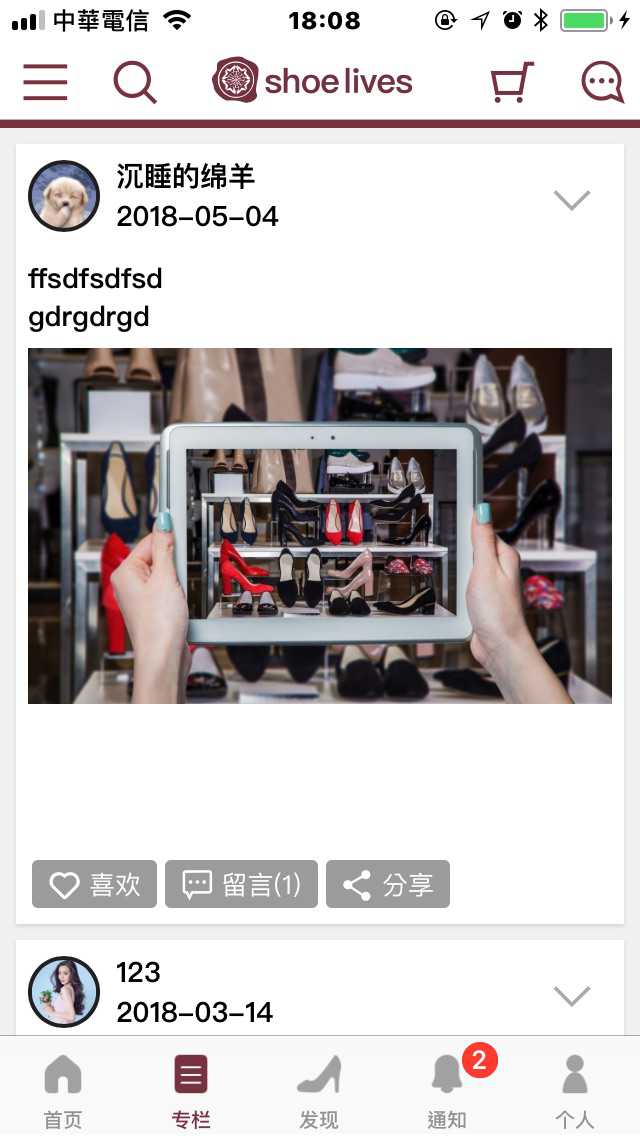 中華電信 18:08
shoe lives
沉睡的绵羊
2018-05-04
ffsdfsdfsd
gdrgdrgd
喜欢 留言(1) 分享
123
2018-03-14
2
首页 专栏 发现 通知 个人